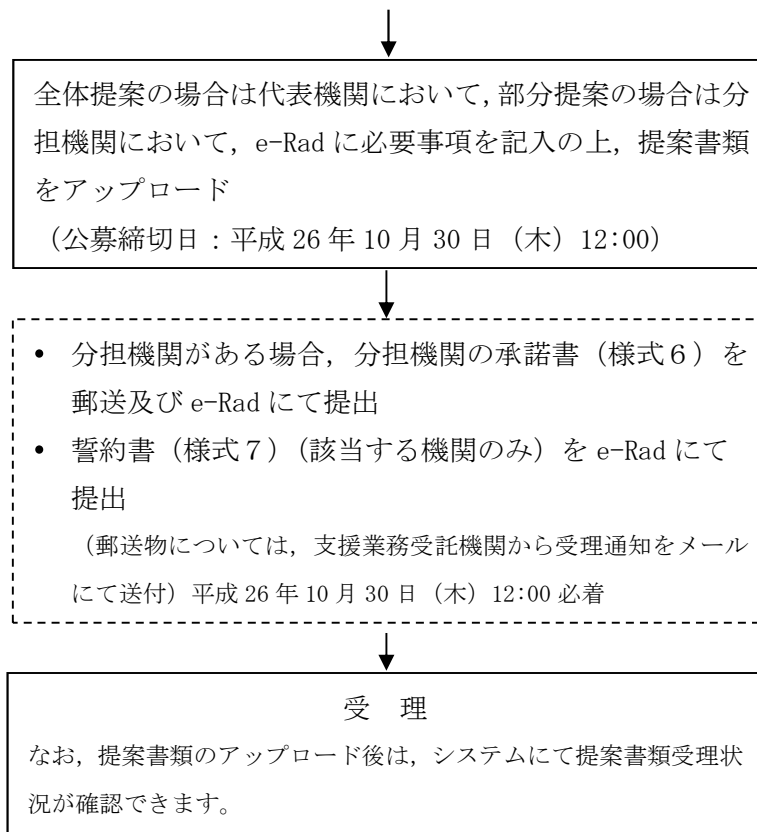 全体提案の場合は代表機関において,部分提案の場合は分
担機関において，e-Rad に必要事項を記入の上，提案書類
をアップロード
（公募締切日：平成 26 年 10 月 30 日（木）12:00）
• 分担機関がある場合，分担機関の承諾書（様式６）を
郵送及び e-Rad にて提出
• 誓約書（様式７）（該当する機関のみ）を e-Rad にて
提出
（郵送物については，支援業務受託機関から受理通知をメール
にて送付）平成 26 年 10 月 30 日（木）12:00 必着
受　理
なお，提案書類のアップロード後は，システムにて提案書類受理状
況が確認できます。